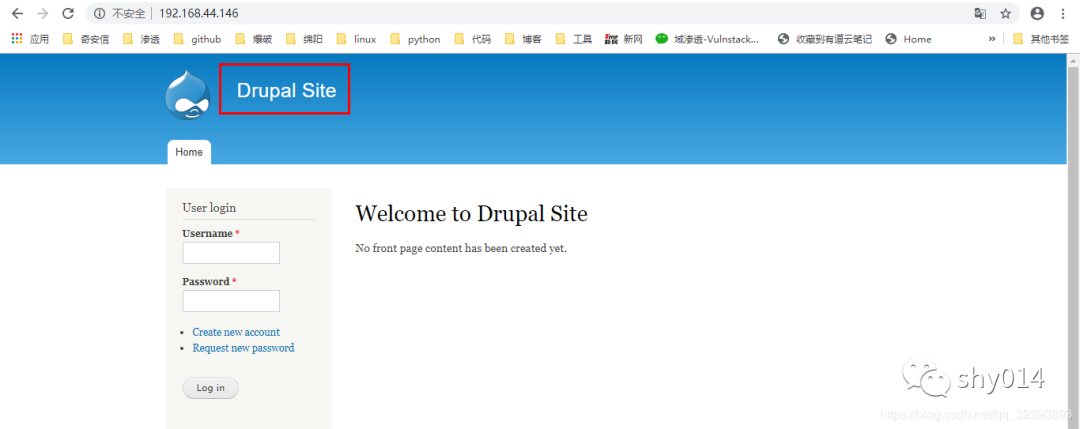 不安全 | 192.168.44.146
应用 奇安信 渗透 github 爆破 绵阳 linux python 代码 博客 工具 新网 域渗透-Vulnstack... 收藏到有道云笔记 Home » 其他书签
Drupal Site
Home
User login
Username *
Password *
Create new account
Request new password
Log in
Welcome to Drupal Site
No front page content has been created yet.
shy014
https://blog.csdn.net/qq_32393893